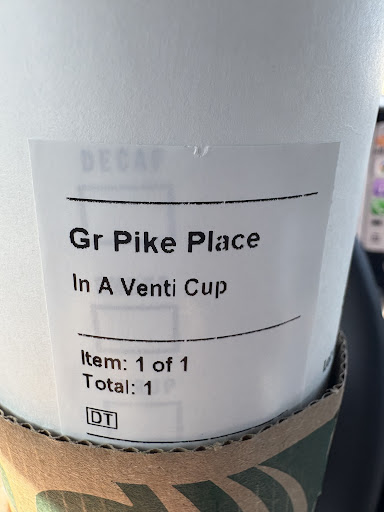 DECAF
Gr Pike Place
In A Venti Cup
Item: 1 of 1
Total: 1
DT